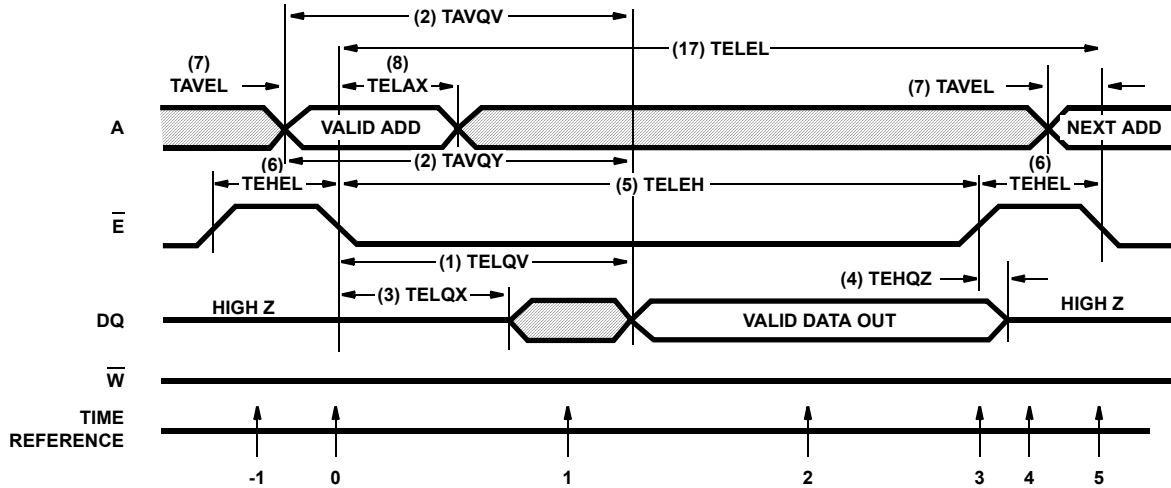 (2) TAVQV
(17) TELEL
(7)
TAVEL
(8)
TELAX
(7) TAVEL
A
VALID ADD
NEXT ADD
(2) TAVQY
(6)
TEHEL
(5) TELEH
(6)
TEHEL
E
(1) TELQV
(3) TELQX
(4) TEHQZ
DQ
HIGH Z
VALID DATA OUT
HIGH Z
W
TIME
REFERENCE
-1 0 1 2 3 4 5